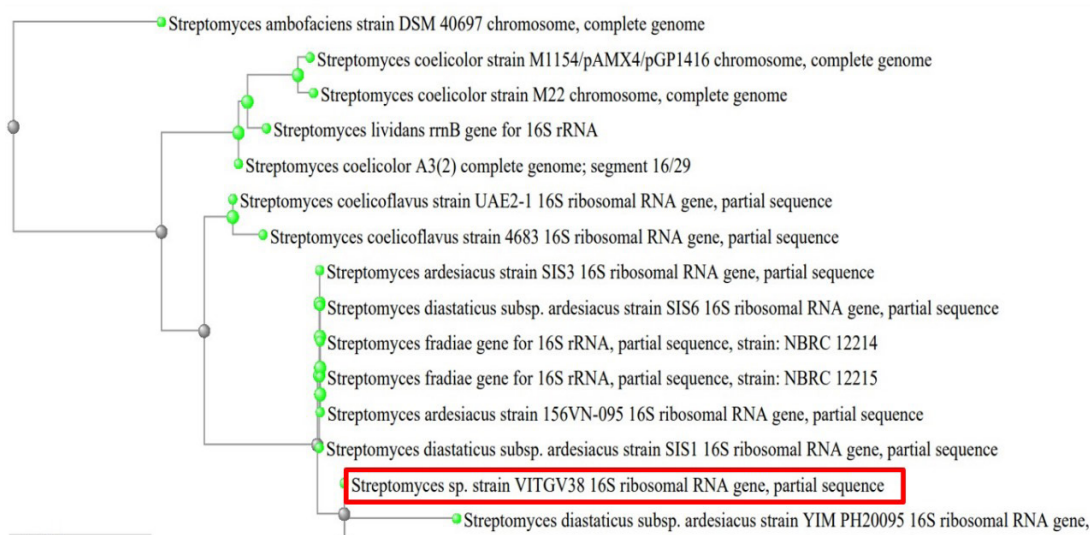 Streptomyces ambofaciens strain DSM 40697 chromosome, complete genome
Streptomyces coelicolor strain M1154/pAMX4/pGP1416 chromosome, complete genome
Streptomyces coelicolor strain M22 chromosome, complete genome
Streptomyces lividans rrnB gene for 16S rRNA
Streptomyces coelicolor A3(2) complete genome; segment 16/29
Streptomyces coelicoflavus strain UAE2-1 16S ribosomal RNA gene, partial sequence
Streptomyces coelicoflavus strain 4683 16S ribosomal RNA gene, partial sequence
Streptomyces ardesiacus strain SIS3 16S ribosomal RNA gene, partial sequence
Streptomyces diastaticus subsp. ardesiacus strain SIS6 16S ribosomal RNA gene, partial sequence
Streptomyces fradiae gene for 16S rRNA, partial sequence, strain: NBRC 12214
Streptomyces fradiae gene for 16S rRNA, partial sequence, strain: NBRC 12215
Streptomyces ardesiacus strain 156VN-095 16S ribosomal RNA gene, partial sequence
Streptomyces diastaticus subsp. ardesiacus strain SIS1 16S ribosomal RNA gene, partial sequence
Streptomyces sp. strain VITGV38 16S ribosomal RNA gene, partial sequence
Streptomyces diastaticus subsp. ardesiacus strain YIM PH20095 16S ribosomal RNA gene,